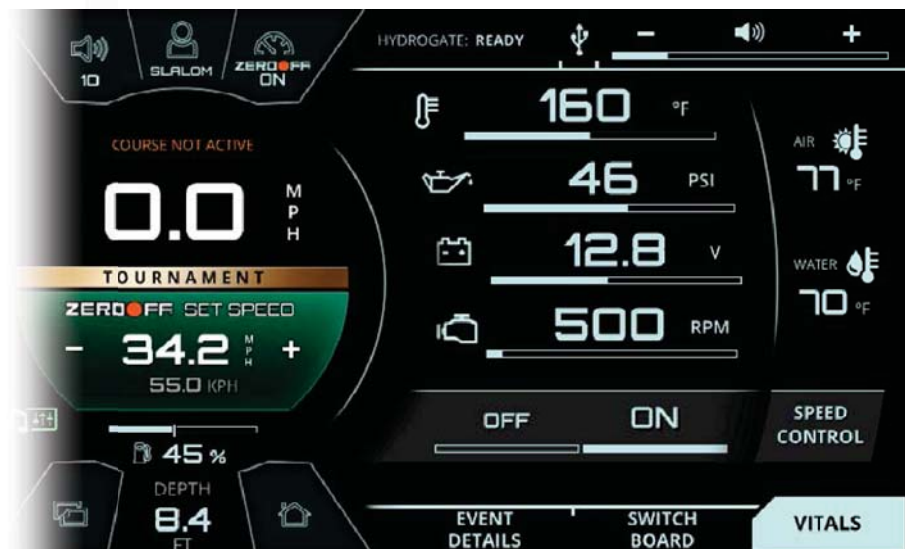 10
SLALOM
ZEROOFF
ON
HYDROGATE: READY
-
+
COURSE NOT ACTIVE
0.0
MPH
TOURNAMENT
ZEROOFF SET SPEED
- 34.2 MPH +
55.0 KPH
45 %
DEPTH
8.4
FT
160 °F
46 PSI
12.8 V
500 RPM
AIR
77 °F
WATER
70 °F
OFF
ON
SPEED
CONTROL
EVENT
DETAILS
SWITCH
BOARD
VITALS